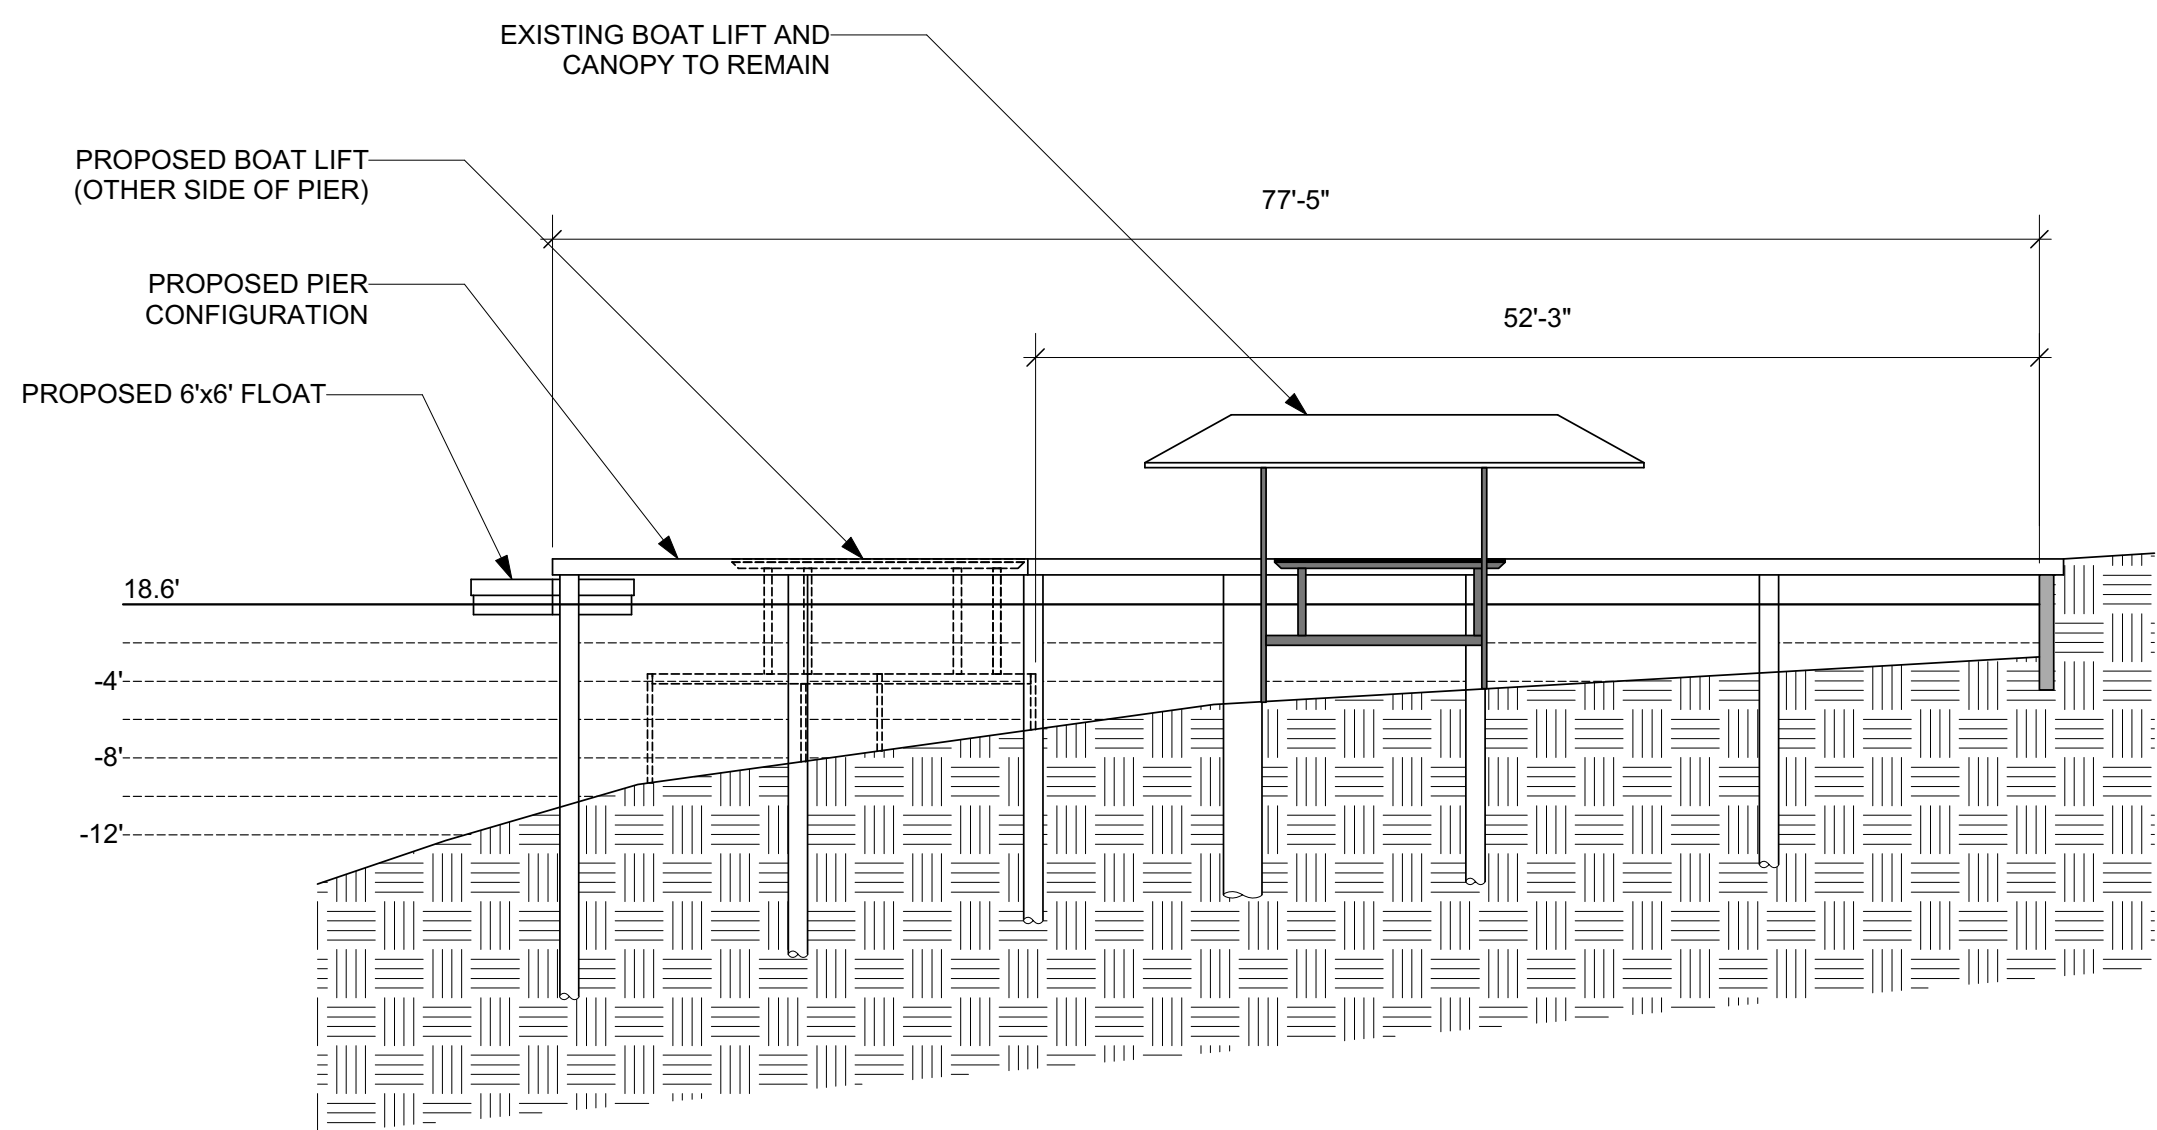 EXISTING BOAT LIFT AND
CANOPY TO REMAIN
PROPOSED BOAT LIFT
(OTHER SIDE OF PIER)
77'-5"
PROPOSED PIER
CONFIGURATION
52'-3"
PROPOSED 6'x6' FLOAT
18.6'
-4'
-8'
-12'